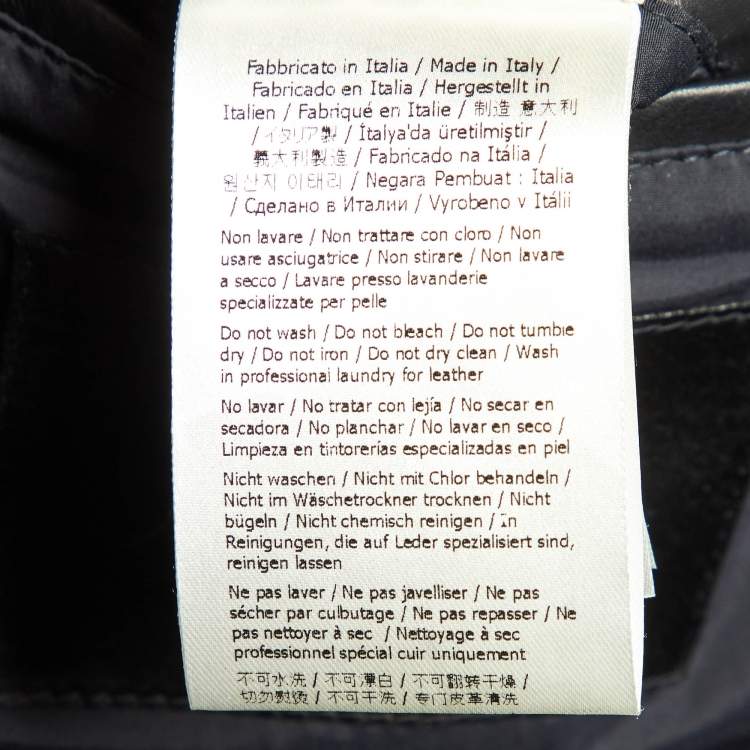 Fabbricato in Italia / Made in Italy /
Fabricado en Italia / Hergestellt in
Italien / Fabriqué en Italie / 制造 意大利
/ イタリア製 / İtalya'da üretilmiştir /
義大利製造 / Fabricado na Itália /
원산지 이태리 / Negara Pembuat : Italia
/ Сделано в Италии / Vyrobeno v Itálii
Non lavare / Non trattare con cloro / Non
usare asciugatrice / Non stirare / Non lavare
a secco / Lavare presso lavanderie
specializzate per pelle
Do not wash / Do not bleach / Do not tumble
dry / Do not iron / Do not dry clean / Wash
in professional laundry for leather
No lavar / No tratar con lejía / No secar en
secadora / No planchar / No lavar en seco /
Limpieza en tintorerías especializadas en piel
Nicht waschen / Nicht mit Chlor behandeln /
Nicht im Wäschetrockner trocknen / Nicht
bügeln / Nicht chemisch reinigen / In
Reinigungen, die auf Leder spezialisiert sind,
reinigen lassen
Ne pas laver / Ne pas javelliser / Ne pas
sécher par culbutage / Ne pas repasser / Ne
pas nettoyer à sec / Nettoyage à sec
professionnel spécial cuir uniquement
不可水洗 / 不可漂白 / 不可翻转干燥 /
切勿熨烫 / 不可干洗 / 专门皮革清洗